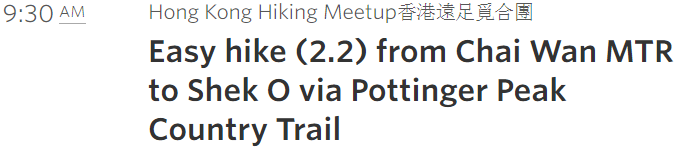 9:30 AM
Hong Kong Hiking Meetup香港遠足覓合團
Easy hike (2.2) from Chai Wan MTR
to Shek O via Pottinger Peak
Country Trail